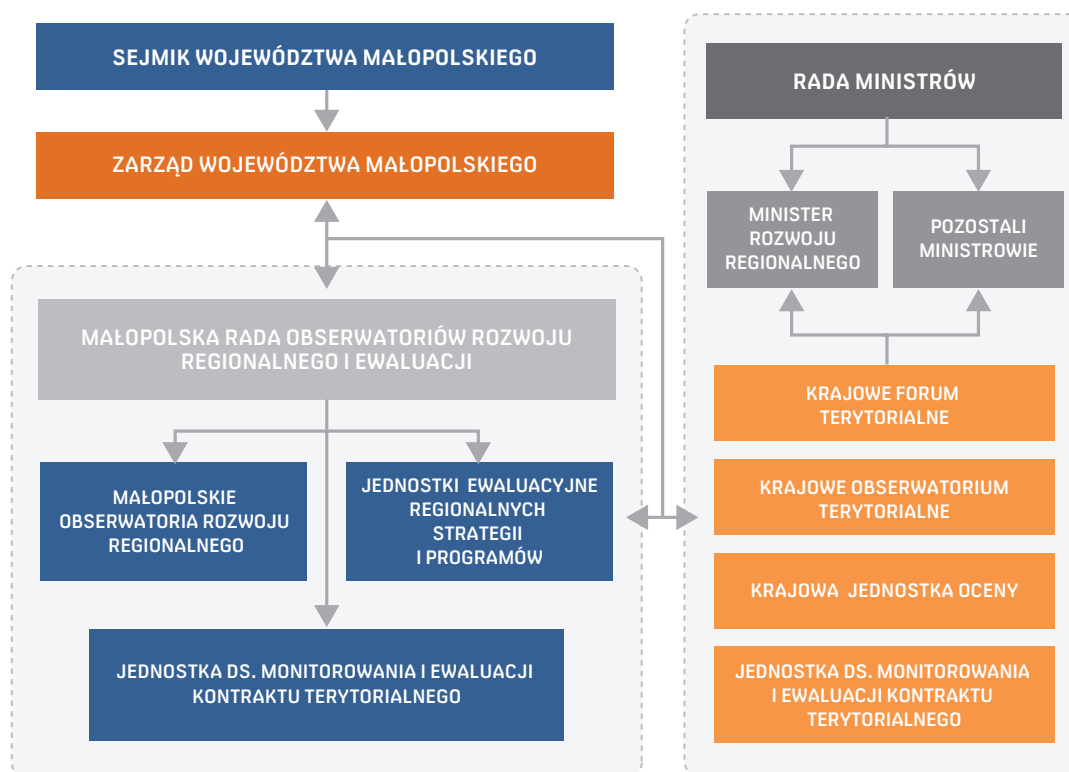 SEJMIK WOJEWÓDZTWA MAŁOPOLSKIEGO
ZARZĄD WOJEWÓDZTWA MAŁOPOLSKIEGO
MAŁOPOLSKA RADA OBSERWATORIÓW ROZWOJU
REGIONALNEGO I EWALUACJI
MAŁOPOLSKIE
OBSERWATORIA ROZWOJU
REGIONALNEGO
JEDNOSTKI EWALUACYJNE
REGIONALNYCH
STRATEGII
I PROGRAMÓW
JEDNOSTKA DS. MONITOROWANIA I EWALUACJI
KONTRAKTU TERYTORIALNEGO
RADA MINISTRÓW
MINISTER
ROZWOJU
REGIONALNEGO
POZOSTALI
MINISTROWIE
KRAJOWE FORUM
TERYTORIALNE
KRAJOWE OBSERWATORIUM
TERYTORIALNE
KRAJOWA JEDNOSTKA OCENY
JEDNOSTKA DS. MONITOROWANIA
I EWALUACJI KONTRAKTU
TERYTORIALNEGO